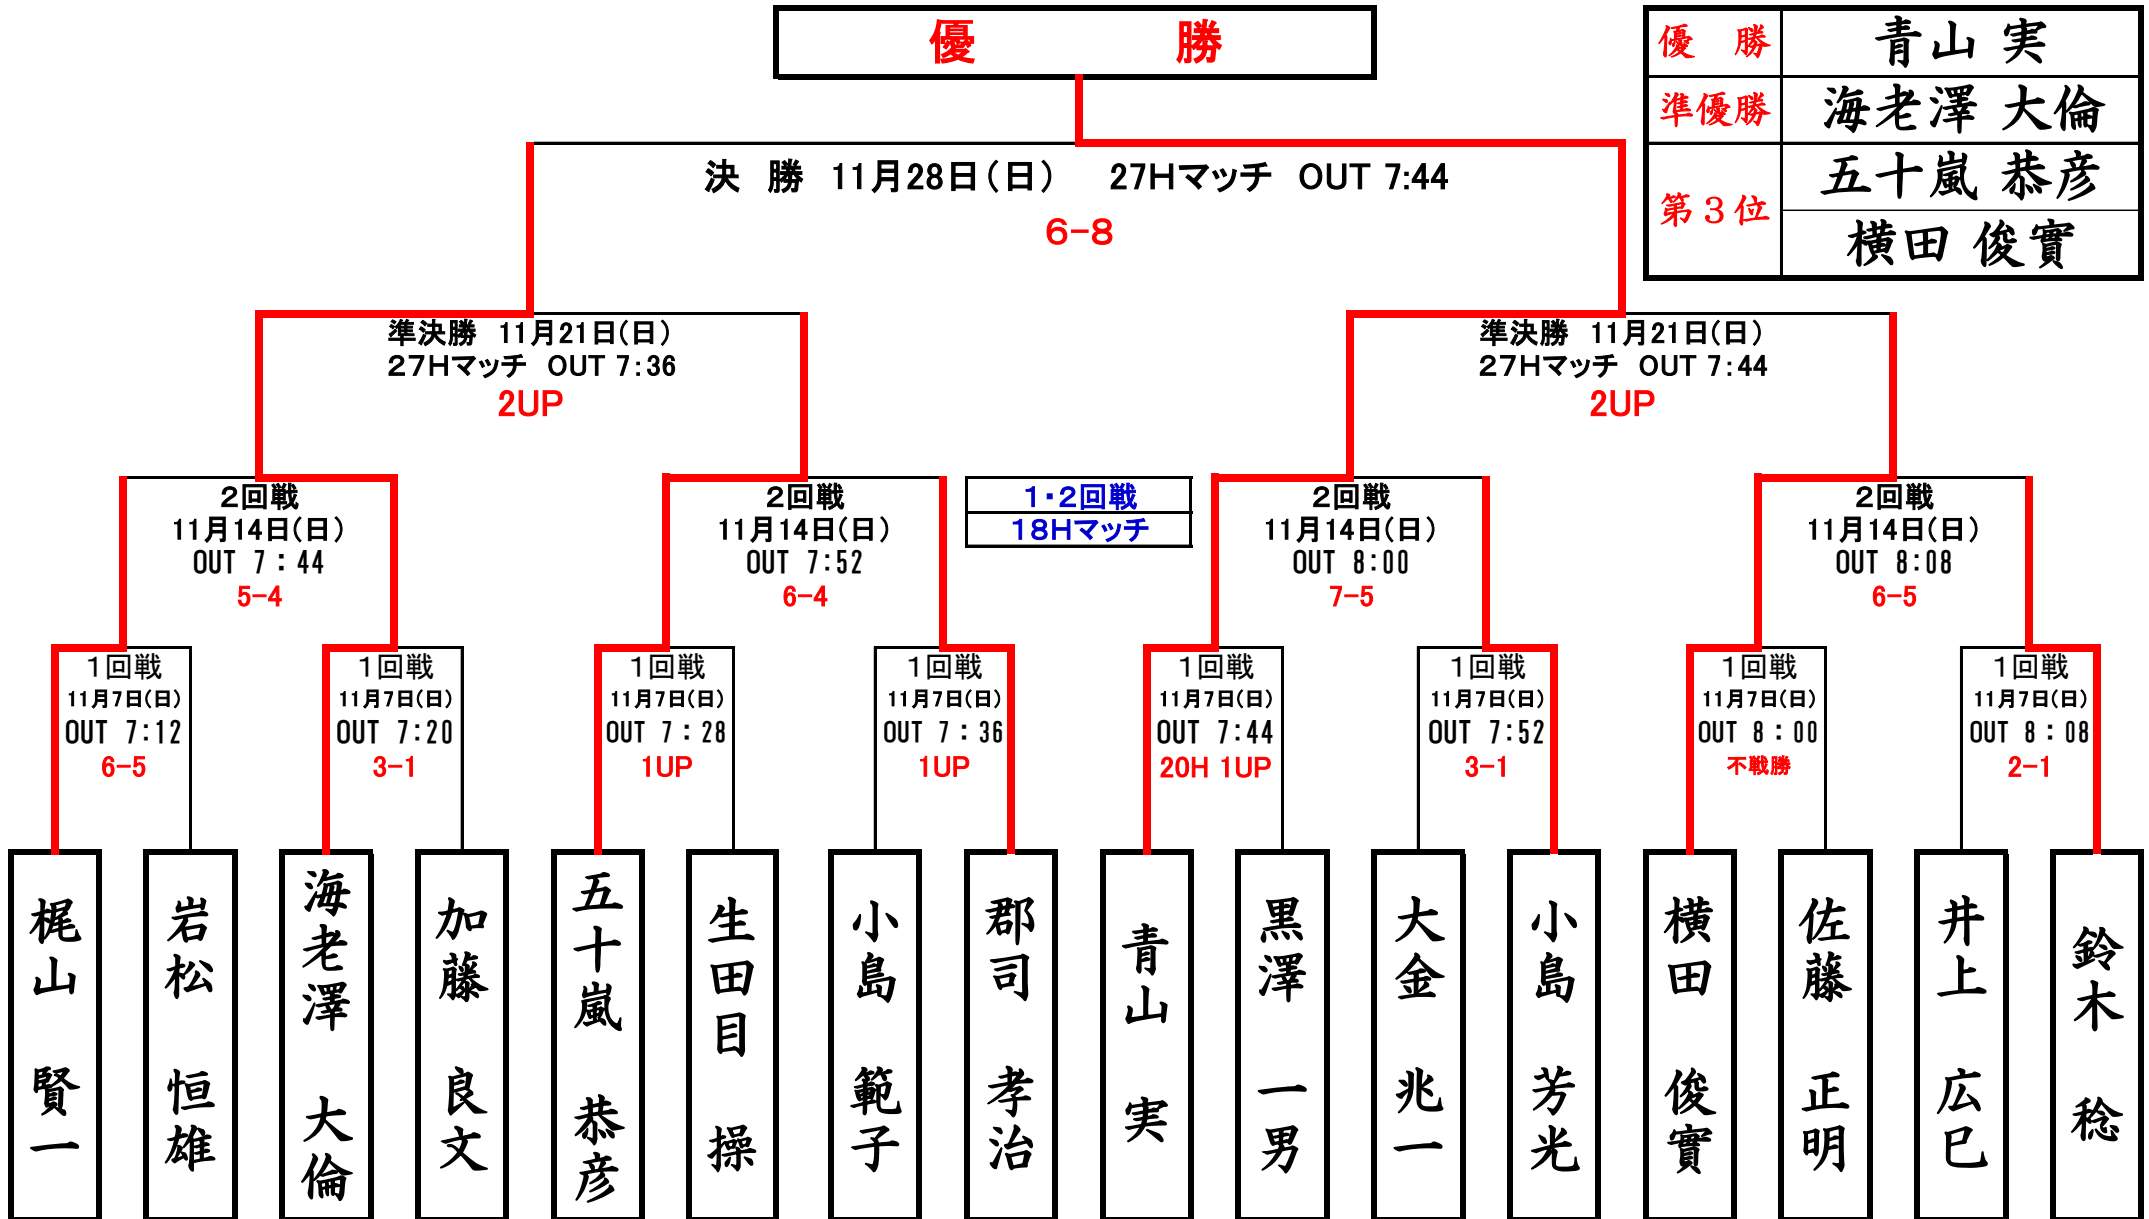 優　勝
優　勝
青山 実
準優勝
海老澤 大倫
第３位
五十嵐 恭彦
横田 俊實
決　勝　11月28日（日）　27Hマッチ　OUT 7:44
6-8
準決勝　11月21日(日)
27Hマッチ　OUT 7:36
2UP
準決勝　11月21日(日)
27Hマッチ　OUT 7:44
2UP
2回戦
11月14日(日)
OUT 7：44
5-4
2回戦
11月14日(日)
OUT 7:52
6-4
1・2回戦
18Hマッチ
2回戦
11月14日(日)
OUT 8:00
7-5
2回戦
11月14日(日)
OUT 8:08
6-5
1回戦
11月7日(日)
OUT 7:12
6-5
1回戦
11月7日(日)
OUT 7:20
3-1
1回戦
11月7日(日)
OUT 7：28
1UP
1回戦
11月7日(日)
OUT 7：36
1UP
1回戦
11月7日(日)
OUT 7:44
20H 1UP
1回戦
11月7日(日)
OUT 7:52
3-1
1回戦
11月7日(日)
OUT 8：00
不戦勝
1回戦
11月7日(日)
OUT 8：08
2-1
梶山 賢一
岩松 恒雄
海老澤 大倫
加藤 良文
五十嵐 恭彦
生田目 操
小島 範子
郡司 孝治
青山 実
黒澤 一男
大金 兆一
小島 芳光
横田 俊實
佐藤 正明
井上 広巳
鈴木 稔